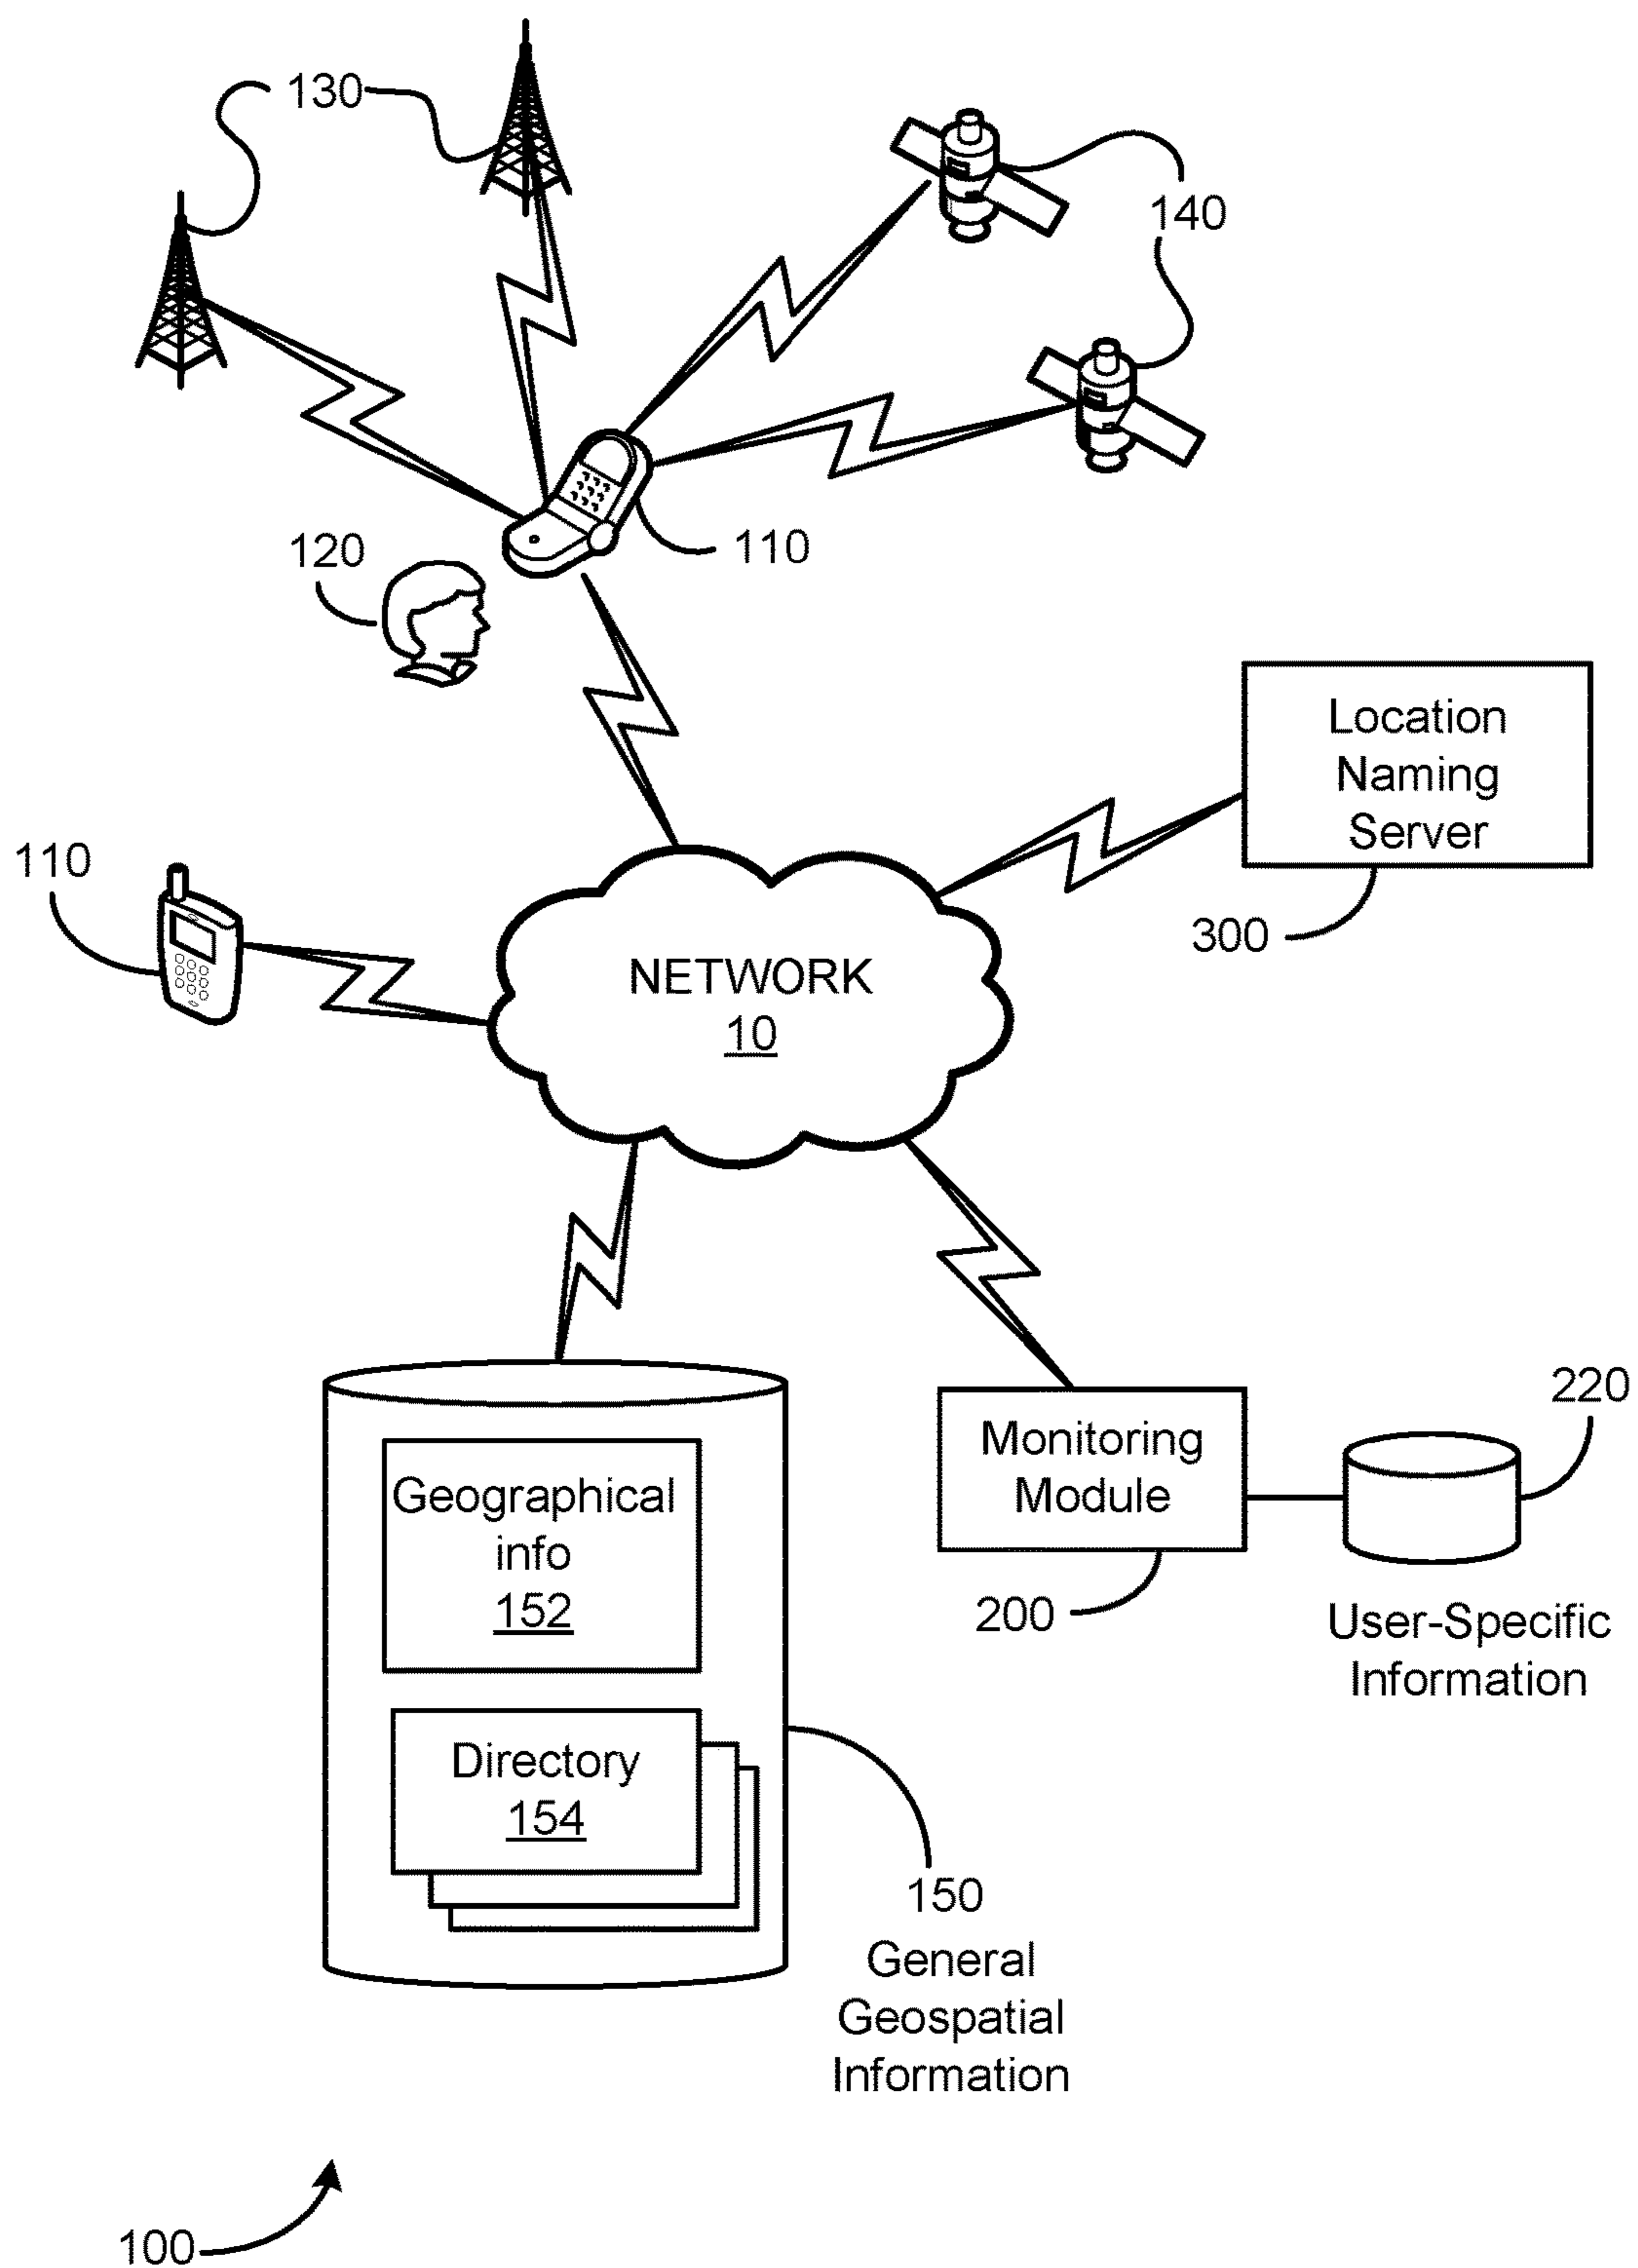 130
140
120
110
Location
Naming
Server
300
110
NETWORK
10
Geographical
info
152
Directory
154
150
General
Geospatial
Information
Monitoring
Module
200
220
User-Specific
Information
100